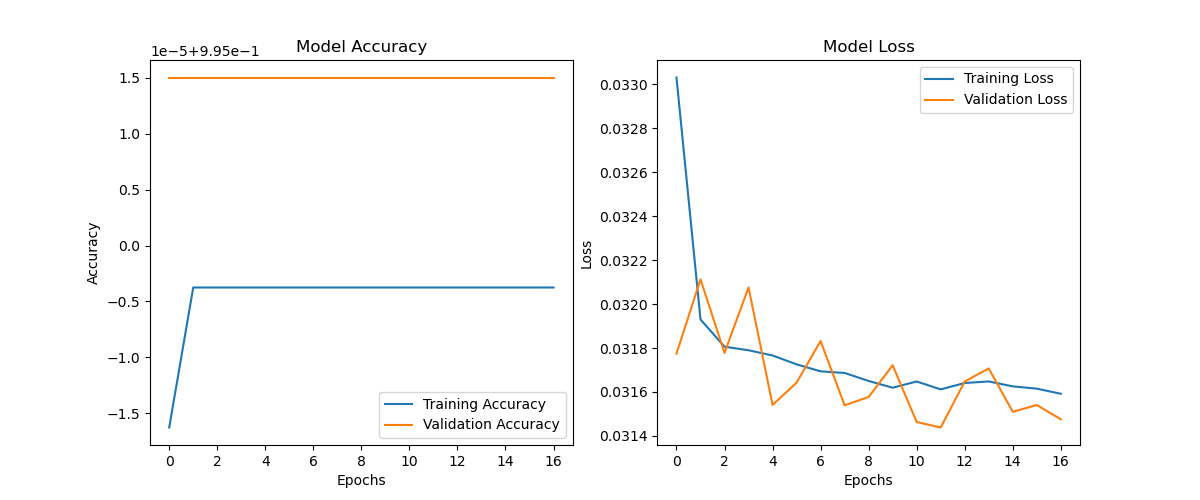 Model Accuracy
1e−5+9.95e−1
1.5
1.0
0.5
0.0
−0.5
−1.0
−1.5
Accuracy
0 2 4 6 8 10 12 14 16
Epochs
Training Accuracy
Validation Accuracy
Model Loss
0.0330
0.0328
0.0326
0.0324
0.0322
0.0320
0.0318
0.0316
0.0314
Loss
0 2 4 6 8 10 12 14 16
Epochs
Training Loss
Validation Loss